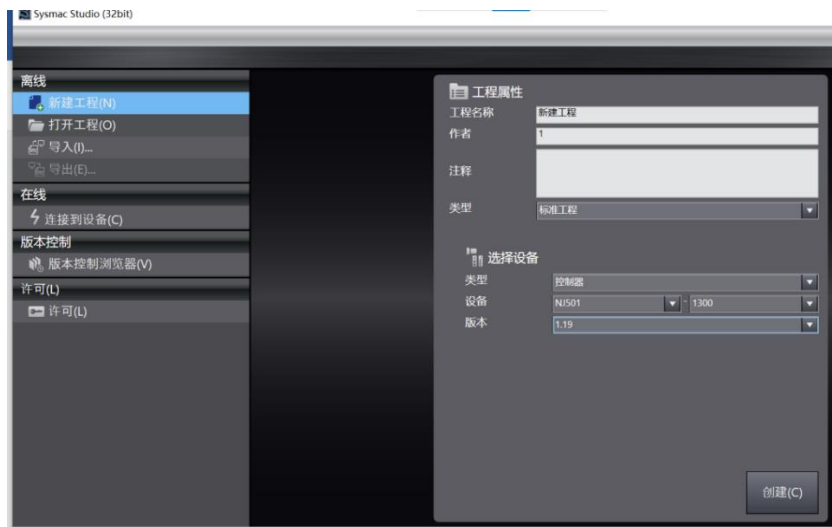 Sysmac Studio (32bit)
离线
新建工程(N)
打开工程(O)
导入(I)...
导出(E)...
在线
连接到设备(C)
版本控制
版本控制浏览器(V)
许可(L)
许可(L)
工程属性
工程名称 新建工程
作者 1
注释
类型 标准工程
选择设备
类型 控制器
设备 NJ501 - 1300
版本 1.19
创建(C)